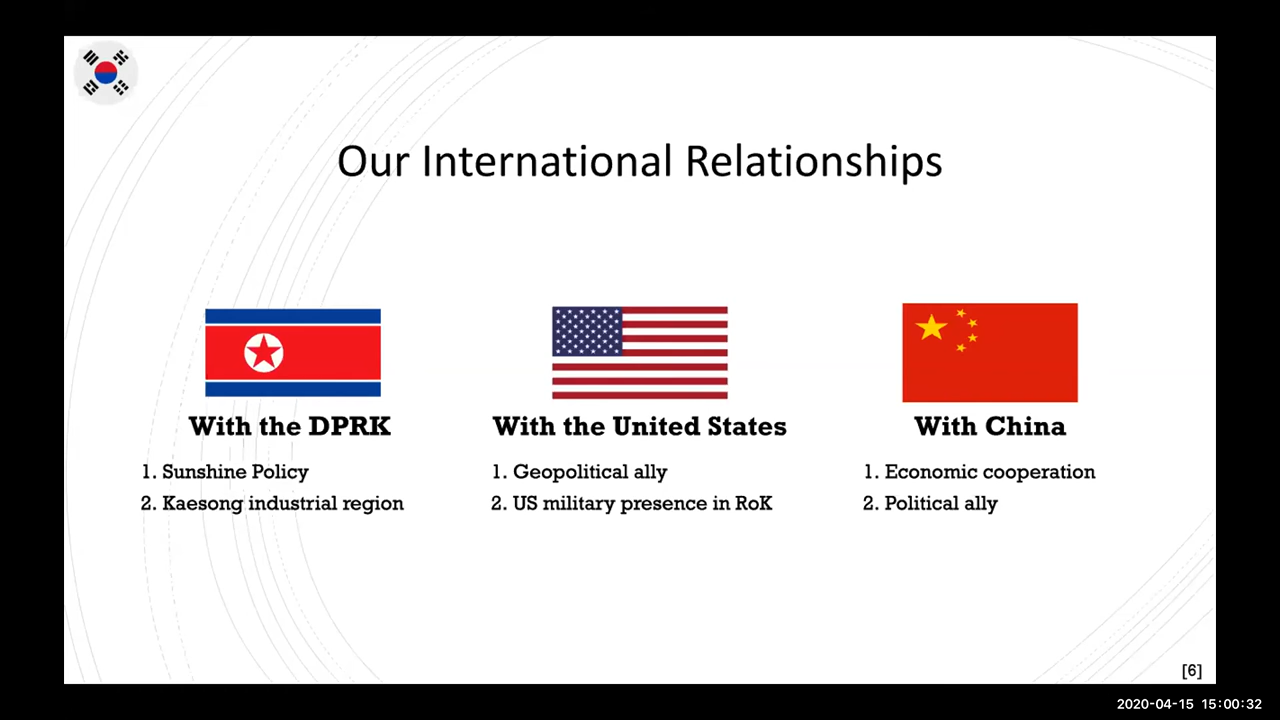 Our International Relationships
With the DPRK
1. Sunshine Policy
2. Kaesong industrial region
With the United States
1. Geopolitical ally
2. US military presence in RoK
With China
1. Economic cooperation
2. Political ally
[6]
2020-04-15 15:00:32